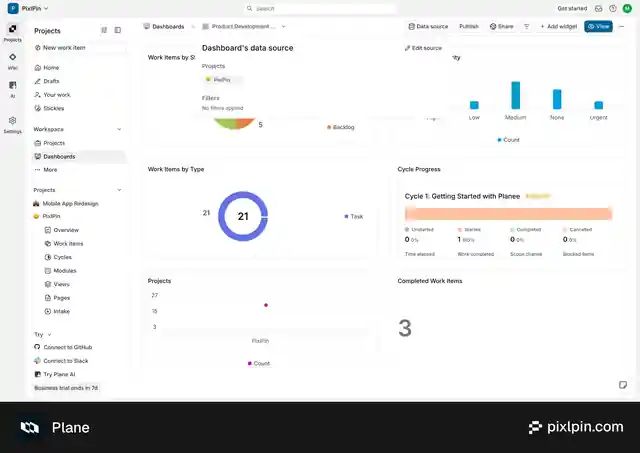 P PixlPin
Search
Get started
M
Projects
Wiki
AI
Settings
Projects
New work item
Home
Drafts
Your work
Stickies
Workspace
Projects
Dashboards
More
Projects
Mobile App Redesign
PixlPin
Overview
Work items
Cycles
Modules
Views
Pages
Intake
Try
Connect to GitHub
Connect to Slack
Try Plane AI
Business trial ends in 7d
Dashboards
Product Development ...
Data source
Publish
Share
Add widget
View
Work Items by St
Dashboard's data source
Edit source
Projects
PixlPin
Filters
No filters applied
5
Backlog
Low
Medium
None
Urgent
Count
Work Items by Type
21
21
Task
Cycle Progress
Cycle 1: Getting Started with Planee
Unstarted
Started
Completed
Canceled
0 0%
0 0%
0 0%
Time elapsed
Work completed
Scope change
Blocked items
Projects
27
15
3
PixlPin
Count
Completed Work Items
3
Plane
pixlpin.com